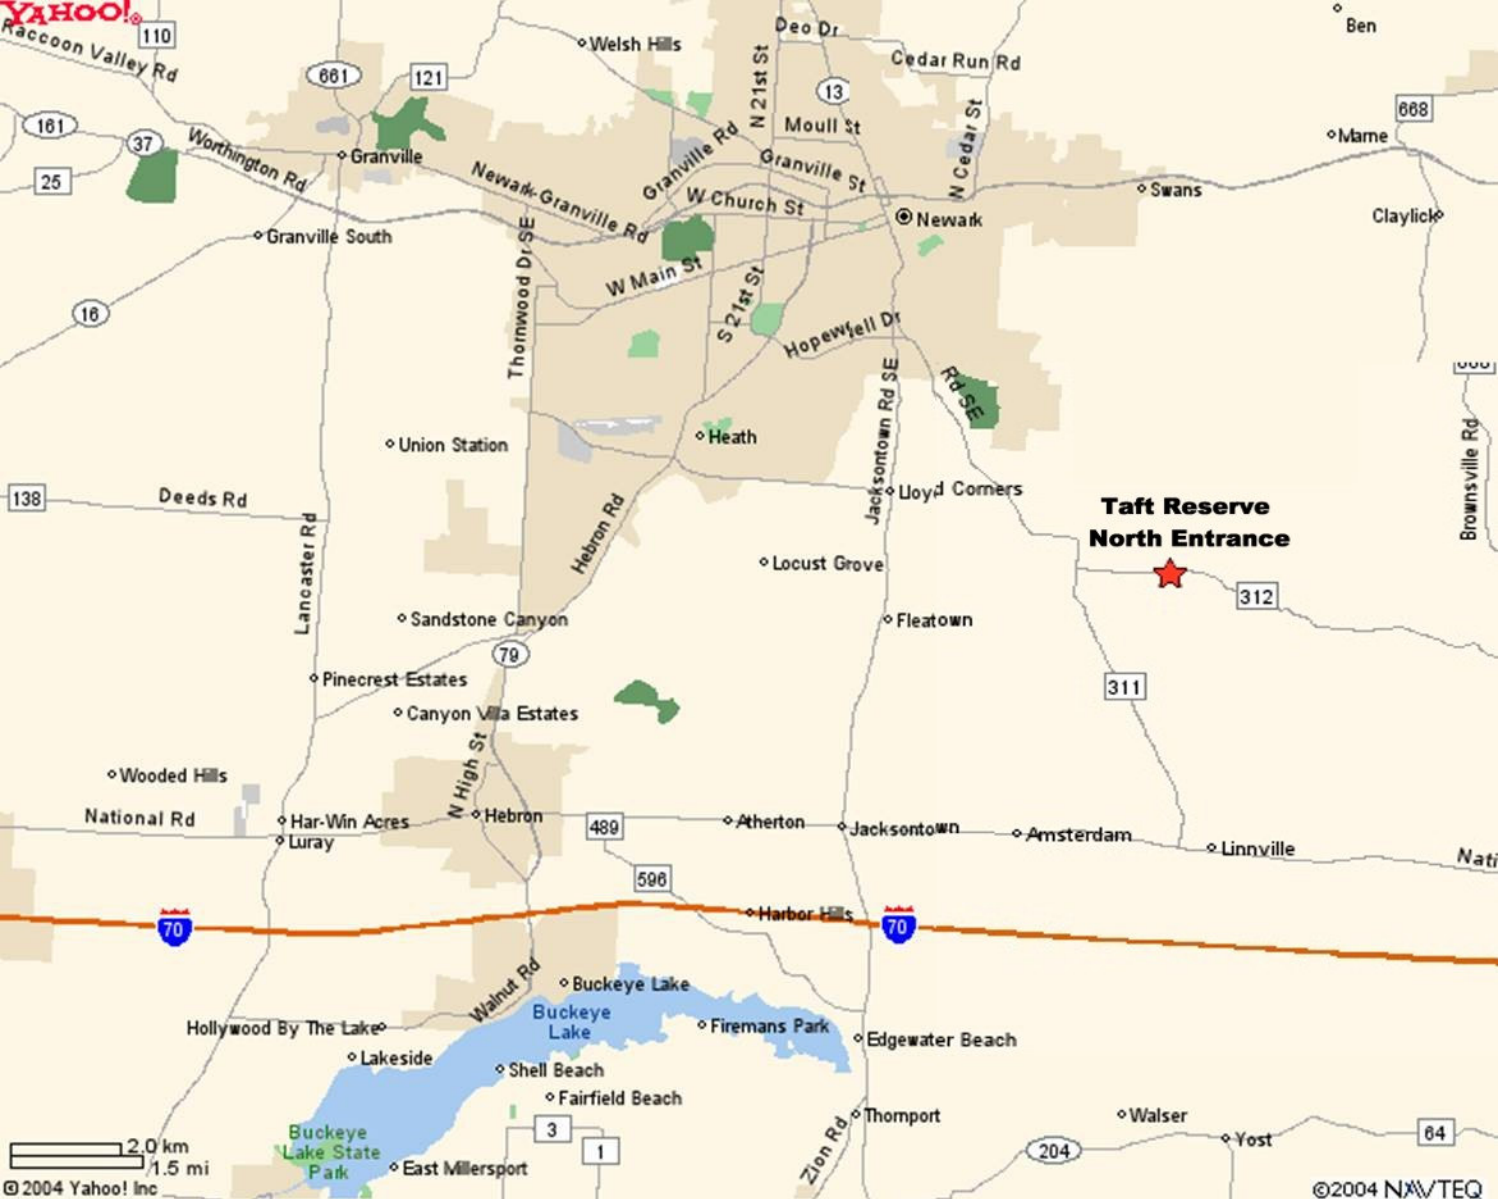 YAHOO!®
110
Deo Dr
Ben
Raccoon Valley Rd
Welsh Hills
Cedar Run Rd
661
121
N 21st St
13
668
161
37
Moull St
N Cedar St
Marne
Worthington Rd
Granville
Granville Rd
Granville St
25
Newark-Granville Rd
W Church St
Swans
Newark
Claylick
Granville South
Thornwood Dr SE
W Main St
S 21st St
16
Hopewell Dr
Jacksontown Rd SE
Rd SE
Union Station
Heath
Brownsville Rd
138
Deeds Rd
Lloyd Corners
Taft Reserve
North Entrance
Lancaster Rd
Hebron Rd
Locust Grove
312
Sandstone Canyon
Fleatown
79
Pinecrest Estates
311
Canyon Villa Estates
N High St
Wooded Hills
National Rd
Har-Win Acres
Hebron
489
Atherton
Jacksontown
Amsterdam
Luray
Linnville
Nati
596
70
Harbor Hills
70
Walnut Rd
Buckeye Lake
Buckeye
Lake
Hollywood By The Lake
Firemans Park
Edgewater Beach
Lakeside
Shell Beach
Fairfield Beach
Thornport
Walser
3
Buckeye
Lake State
Park
1
Zion Rd
204
Yost
64
2.0 km
1.5 mi
East Millersport
©2004 Yahoo! Inc
©2004 NAVTEQ